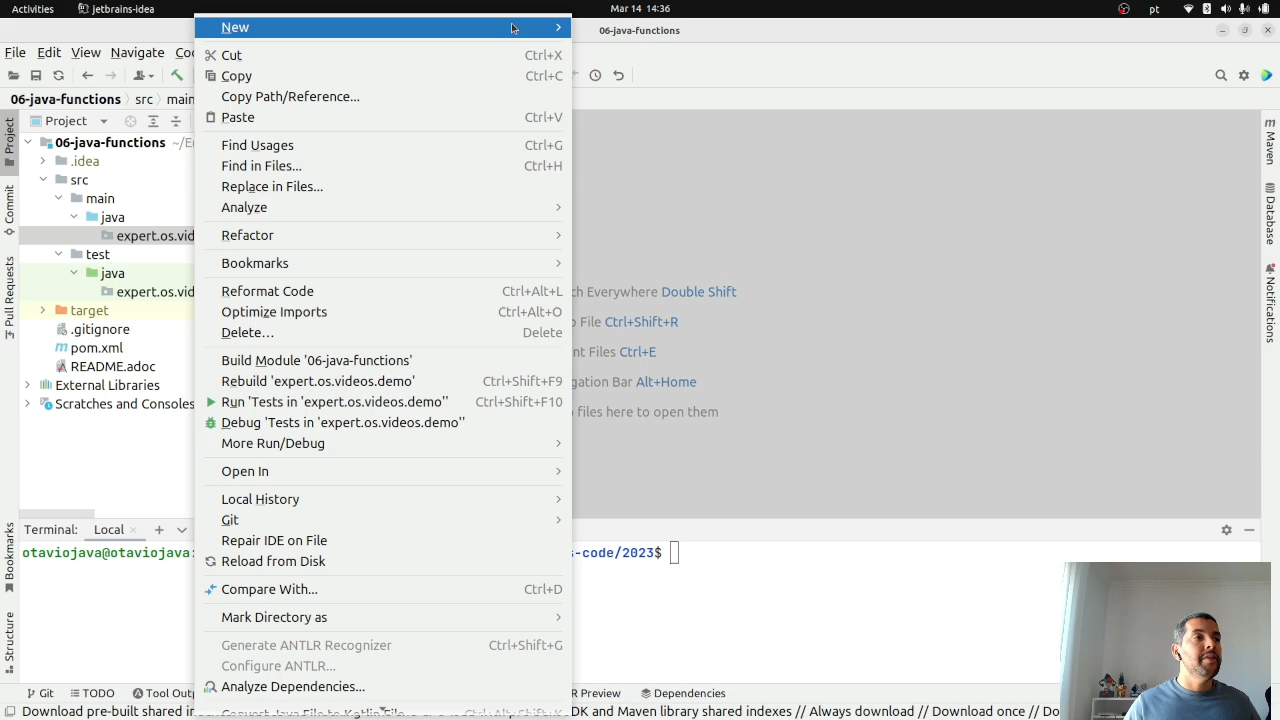 Activities
jetbrains-idea
Mar 14 14:36
pt
06-java-functions
File Edit View Navigate
New
Cut Ctrl+X
Copy Ctrl+C
Copy Path/Reference...
Paste Ctrl+V
Find Usages Ctrl+G
Find in Files... Ctrl+H
Replace in Files...
Analyze
Refactor
Bookmarks
Reformat Code Ctrl+Alt+L
Optimize Imports Ctrl+Alt+O
Delete... Delete
Build Module '06-java-functions'
Rebuild 'expert.os.videos.demo' Ctrl+Shift+F9
Run 'Tests in 'expert.os.videos.demo'' Ctrl+Shift+F10
Debug 'Tests in 'expert.os.videos.demo''
More Run/Debug
Open In
Local History
Git
Repair IDE on File
Reload from Disk
Compare With... Ctrl+D
Mark Directory as
Generate ANTLR Recognizer Ctrl+Shift+G
Configure ANTLR...
Analyze Dependencies...
06-java-functions src main
Project
06-java-functions
.idea
src
main
java
expert.os.vid
test
java
expert.os.vid
target
.gitignore
pom.xml
README.adoc
External Libraries
Scratches and Consoles
Everywhere Double Shift
File Ctrl+Shift+R
Files Ctrl+E
Bar Alt+Home
files here to open them
Project
Commit
Pull Requests
Bookmarks
Structure
Maven
Database
Notifications
Terminal: Local
otaviojava@otaviojava:
-code/2023$
Git TODO Tool
Preview Dependencies
Download pre-built shared
and Maven library shared indexes // Always download // Download once // Do